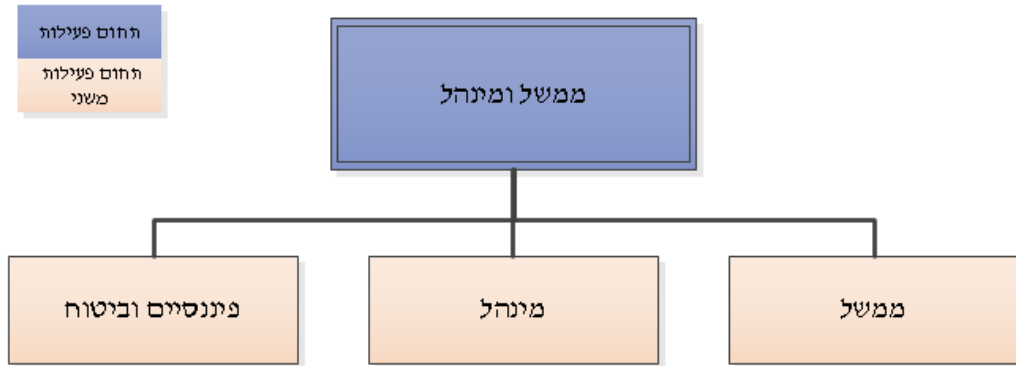 תחום פעילות
תחום פעילות
משני
ממשל ומינהל
ממשל
מינהל
פיננסיים וביטוח